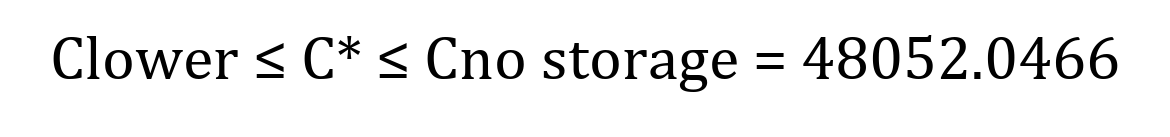 Clower ≤ C* ≤ Cno storage = 48052.0466